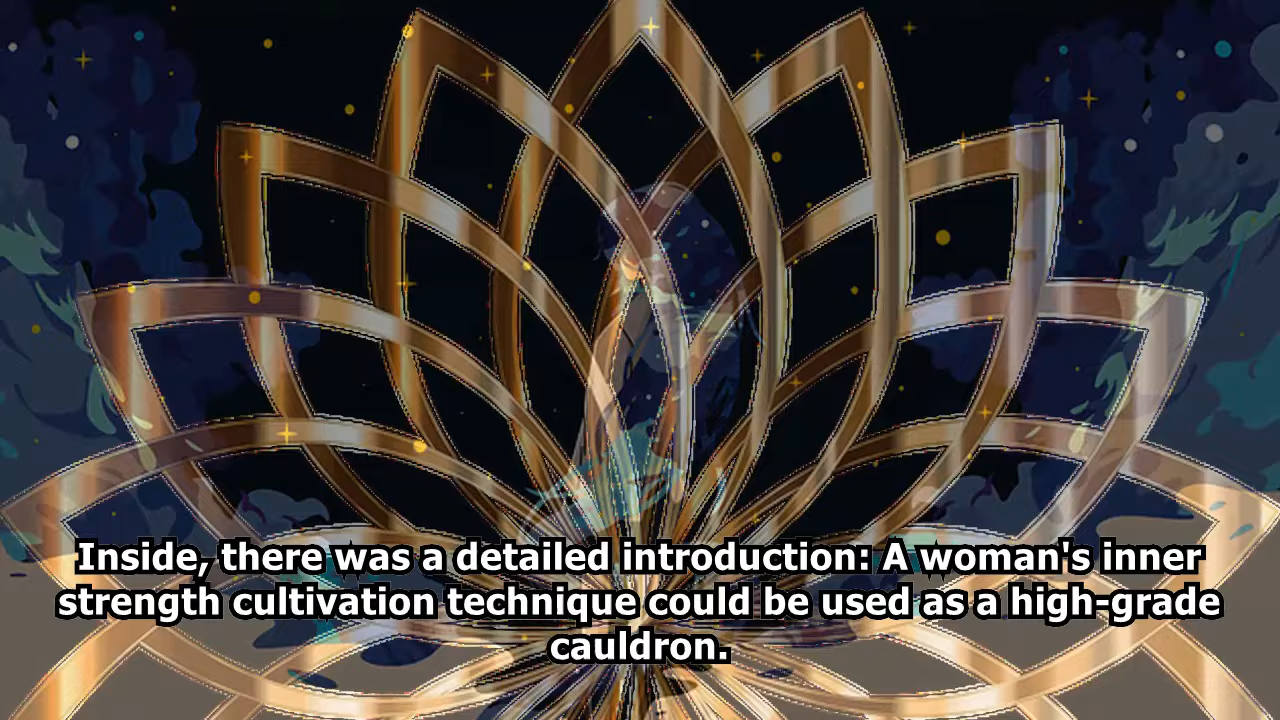 Inside, there was a detailed introduction: A woman's inner
strength cultivation technique could be used as a high-grade
cauldron.